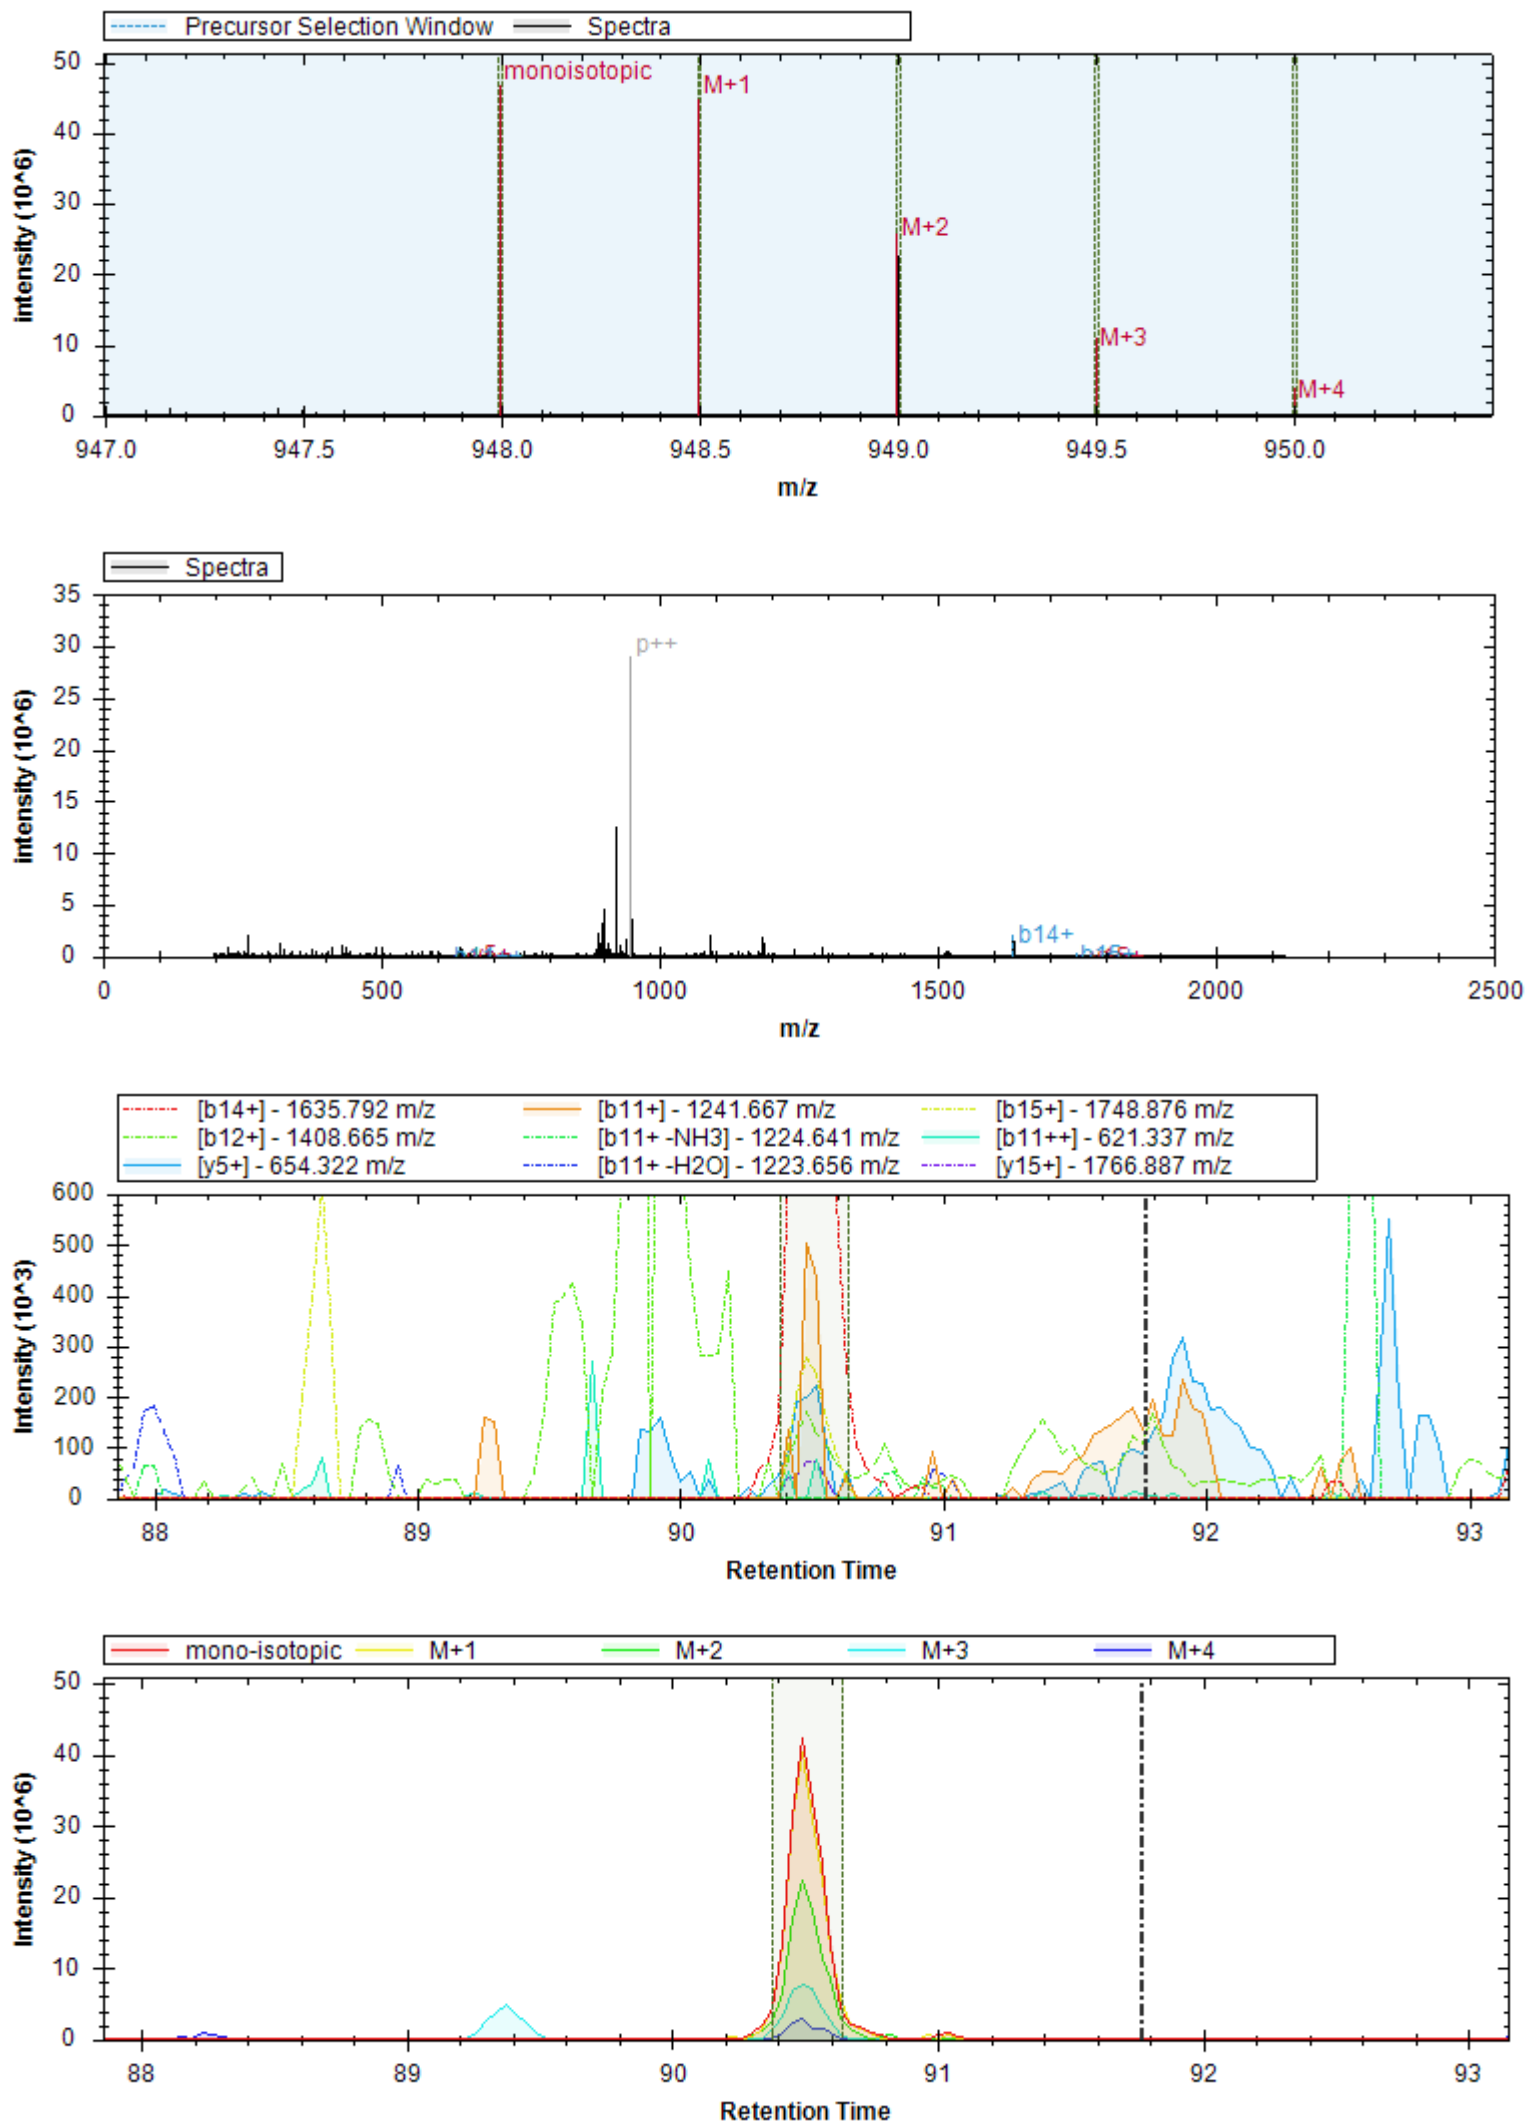 Precursor Selection Window Spectra
50
monoisotopic
M+1
40
30
M+2
20
M+3
10
M+4
0
intensity (10^6)
947.0 947.5 948.0 948.5 949.0 949.5 950.0
m/z
Spectra
35
30
p++
25
20
15
10
5
b14+
0
intensity (10^6)
0 500 1000 1500 2000 2500
m/z
[b14+] - 1635.792 m/z [b11+] - 1241.667 m/z [b15+] - 1748.876 m/z
[b12+] - 1408.665 m/z [b11+ -NH3] - 1224.641 m/z [b11++] - 621.337 m/z
[y5+] - 654.322 m/z [b11+ -H2O] - 1223.656 m/z [y15+] - 1766.887 m/z
600
500
400
300
200
100
0
Intensity (10^3)
88 89 90 91 92 93
Retention Time
mono-isotopic M+1 M+2 M+3 M+4
50
40
30
20
10
0
Intensity (10^6)
88 89 90 91 92 93
Retention Time